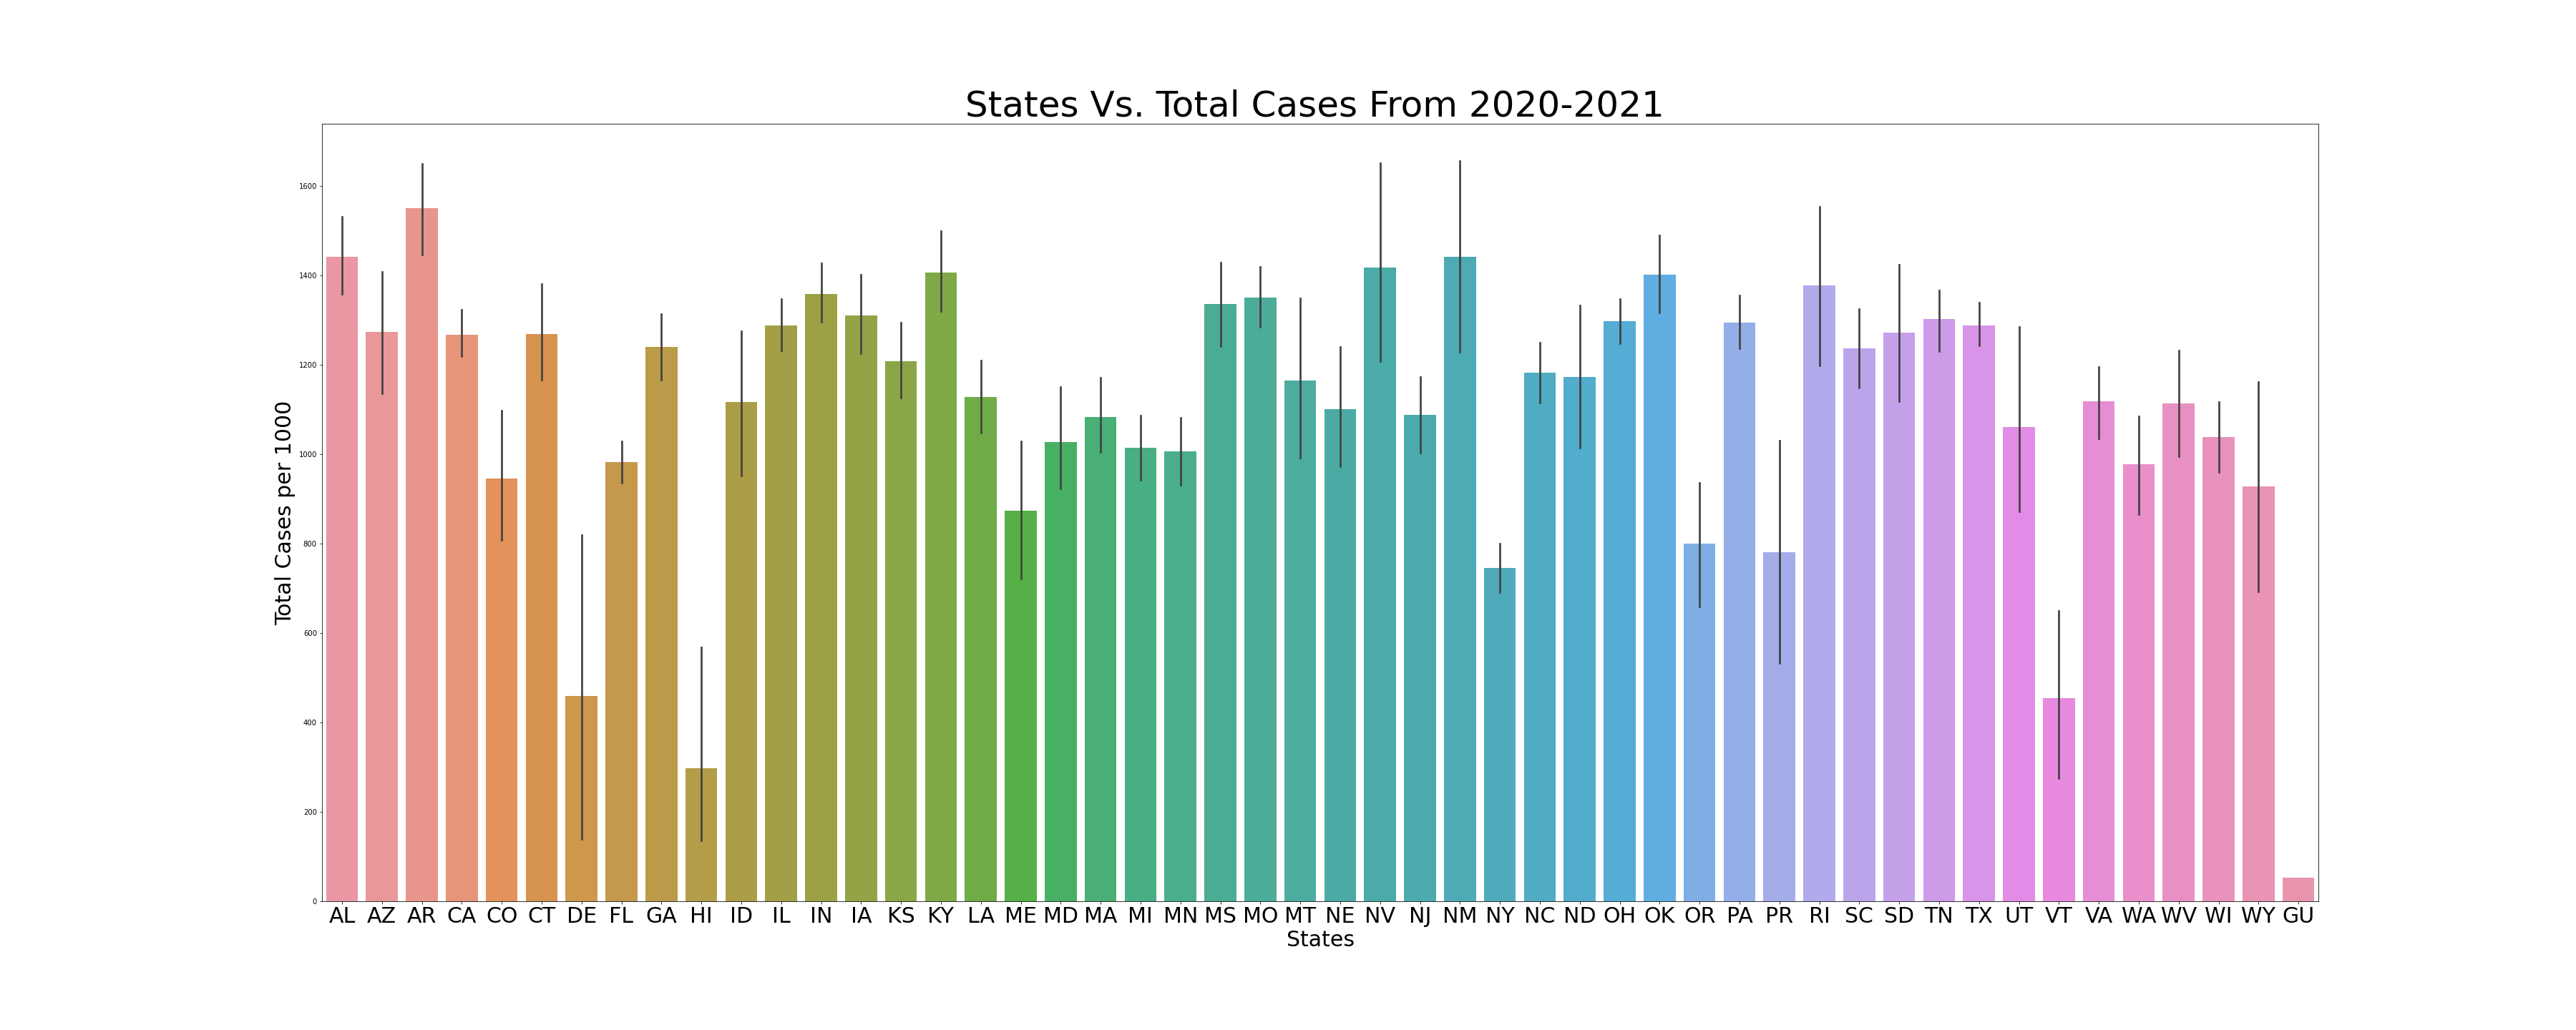 States Vs. Total Cases From 2020-2021
Total Cases per 1000
1600
1400
1200
1000
800
600
400
200
0
AL AZ AR CA CO CT DE FL GA HI ID IL IN IA KS KY LA ME MD MA MI MN MS MO MT NE NV NJ NM NY NC ND OH OK OR PA PR RI SC SD TN TX UT VT VA WA WV WI WY GU
States